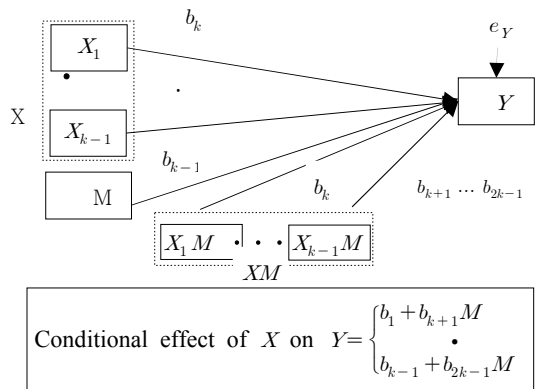 b_k
e_Y
X_1
Y
X
X_{k-1}
b_{k-1}
M
b_k
b_{k+1} ... b_{2k-1}
X_1 M • • • X_{k-1} M
XM
Conditional effect of X on Y = { b_1 + b_{k+1} M
•
b_{k-1} + b_{2k-1} M